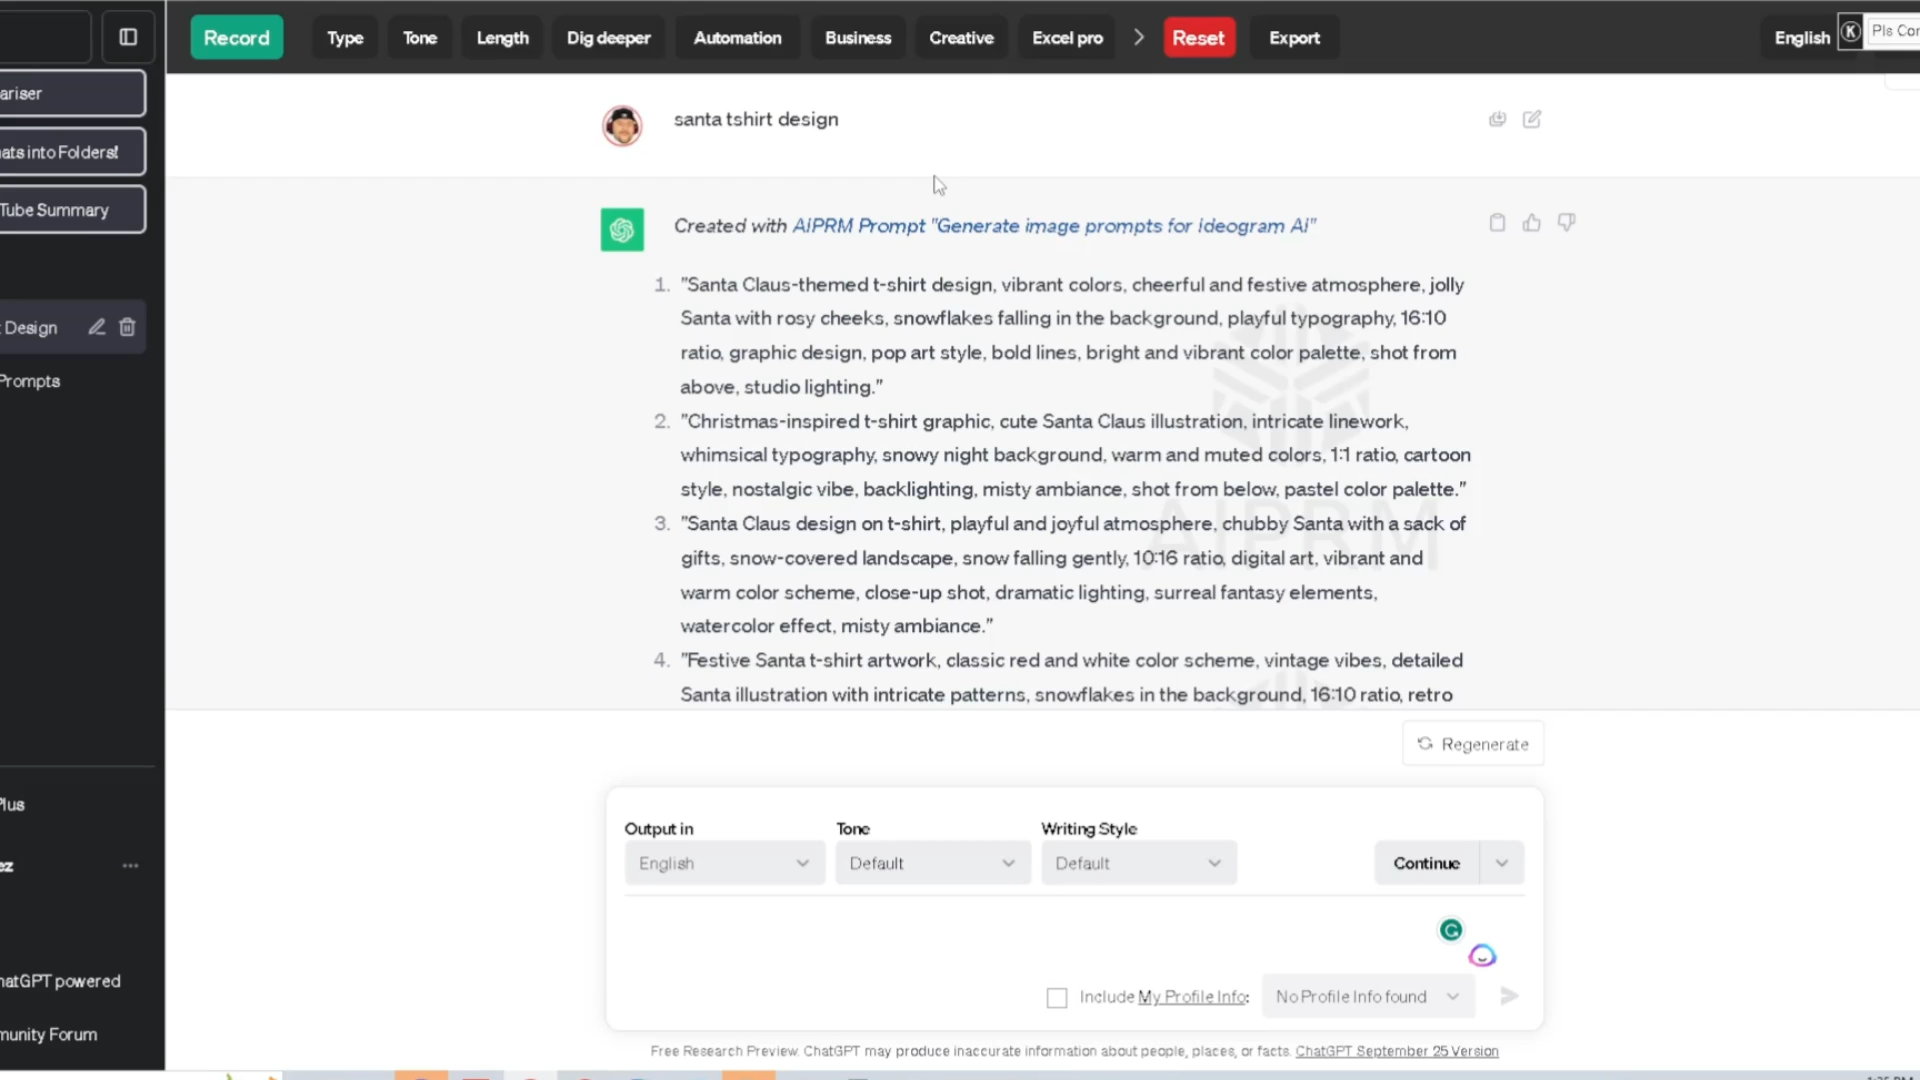 Record
Type
Tone
Length
Dig deeper
Automation
Business
Creative
Excel pro
Reset
Export
English
K
Pls Con
ariser
ats into Folders!
Tube Summary
t Design
Prompts
Plus
ez
hatGPT powered
munity Forum
santa tshirt design
Created with AIPRM Prompt "Generate image prompts for ideogram Ai"
1. "Santa Claus-themed t-shirt design, vibrant colors, cheerful and festive atmosphere, jolly
Santa with rosy cheeks, snowflakes falling in the background, playful typography, 16:10
ratio, graphic design, pop art style, bold lines, bright and vibrant color palette, shot from
above, studio lighting."
2. "Christmas-inspired t-shirt graphic, cute Santa Claus illustration, intricate linework,
whimsical typography, snowy night background, warm and muted colors, 1:1 ratio, cartoon
style, nostalgic vibe, backlighting, misty ambiance, shot from below, pastel color palette."
3. "Santa Claus design on t-shirt, playful and joyful atmosphere, chubby Santa with a sack of
gifts, snow-covered landscape, snow falling gently, 10:16 ratio, digital art, vibrant and
warm color scheme, close-up shot, dramatic lighting, surreal fantasy elements,
watercolor effect, misty ambiance."
4. "Festive Santa t-shirt artwork, classic red and white color scheme, vintage vibes, detailed
Santa illustration with intricate patterns, snowflakes in the background, 16:10 ratio, retro
AIPRM
Regenerate
Output in
Tone
Writing Style
English
Default
Default
Continue
Include My Profile Info:
No Profile Info found
Free Research Preview. ChatGPT may produce inaccurate information about people, places, or facts. ChatGPT September 25 Version